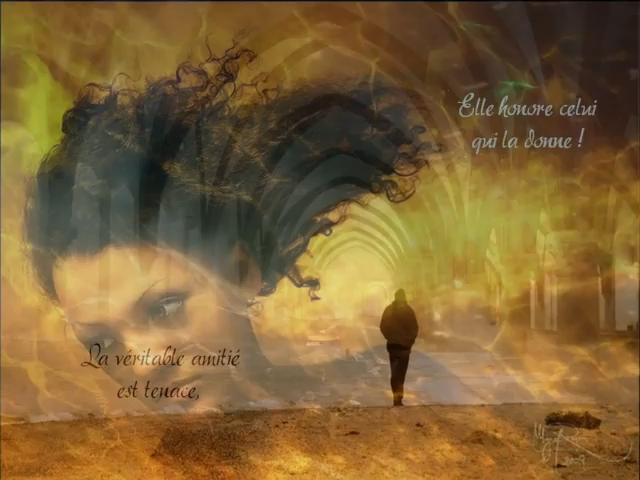 La véritable amitié
est tenace,
Elle honore celui
qui la donne !